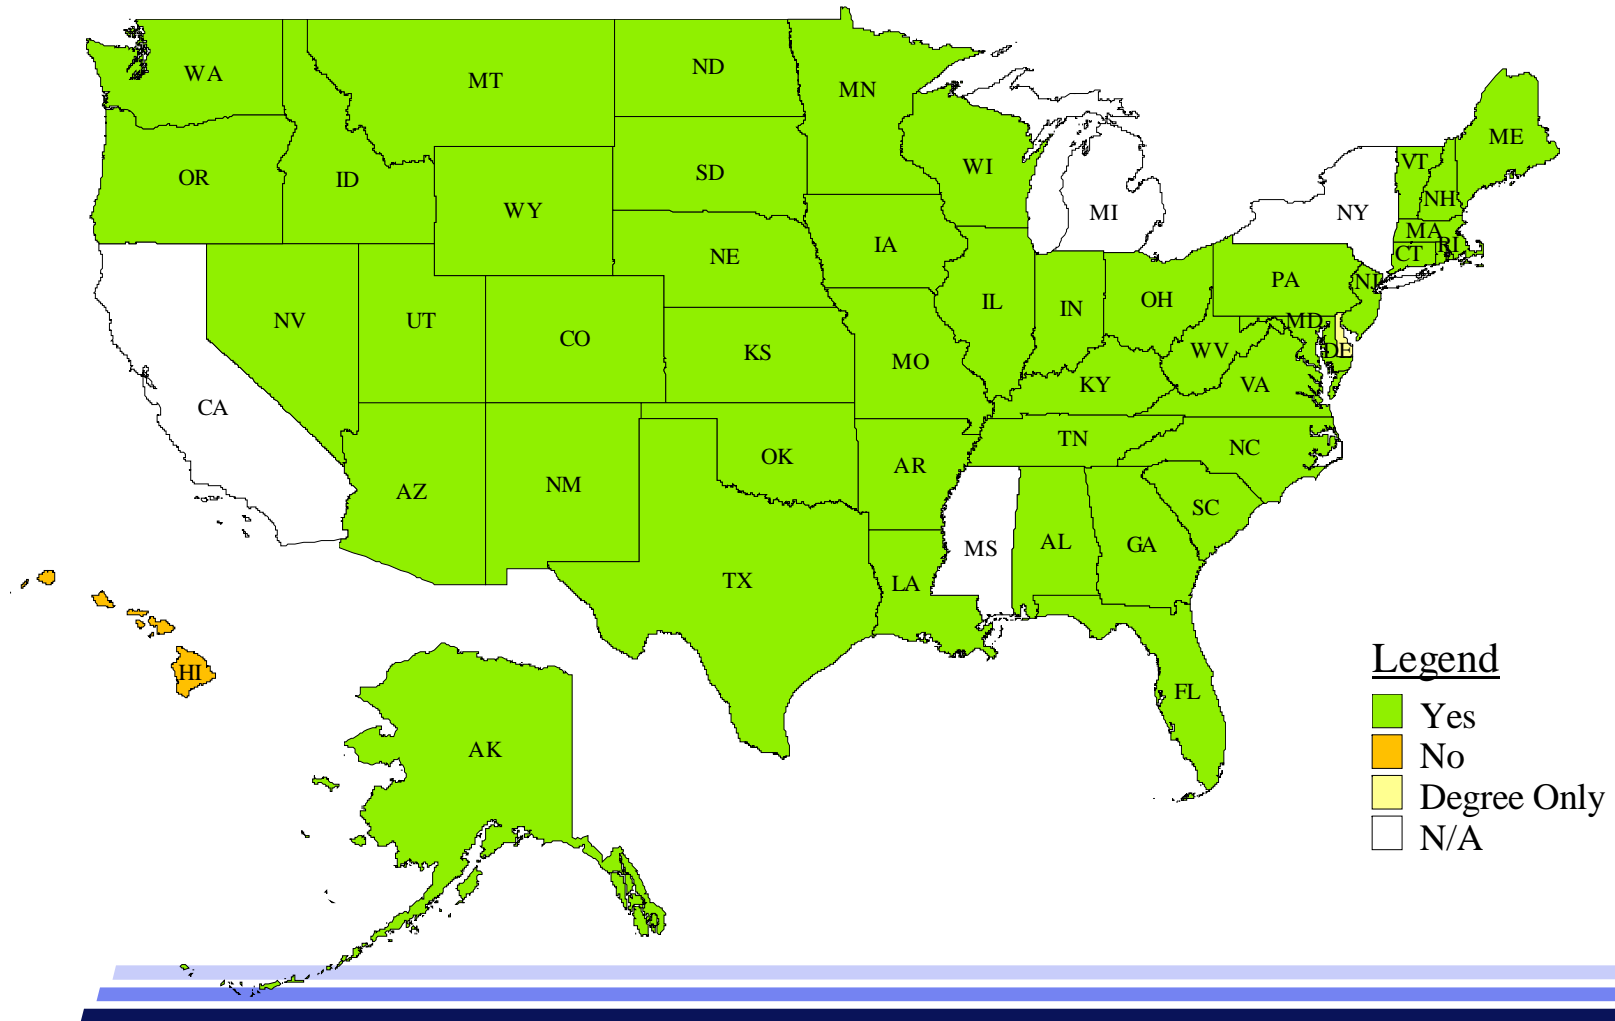 WA
MT
ND
MN
ME
OR
ID
SD
WI
VT
NH
WY
MI
NY
MA
RI
CT
NE
IA
PA
NJ
NV
UT
CO
KS
MO
IL
IN
OH
MD
DE
WV
VA
KY
CA
AZ
NM
OK
AR
TN
NC
SC
TX
LA
MS
AL
GA
FL
HI
AK
Legend
Yes
No
Degree Only
N/A